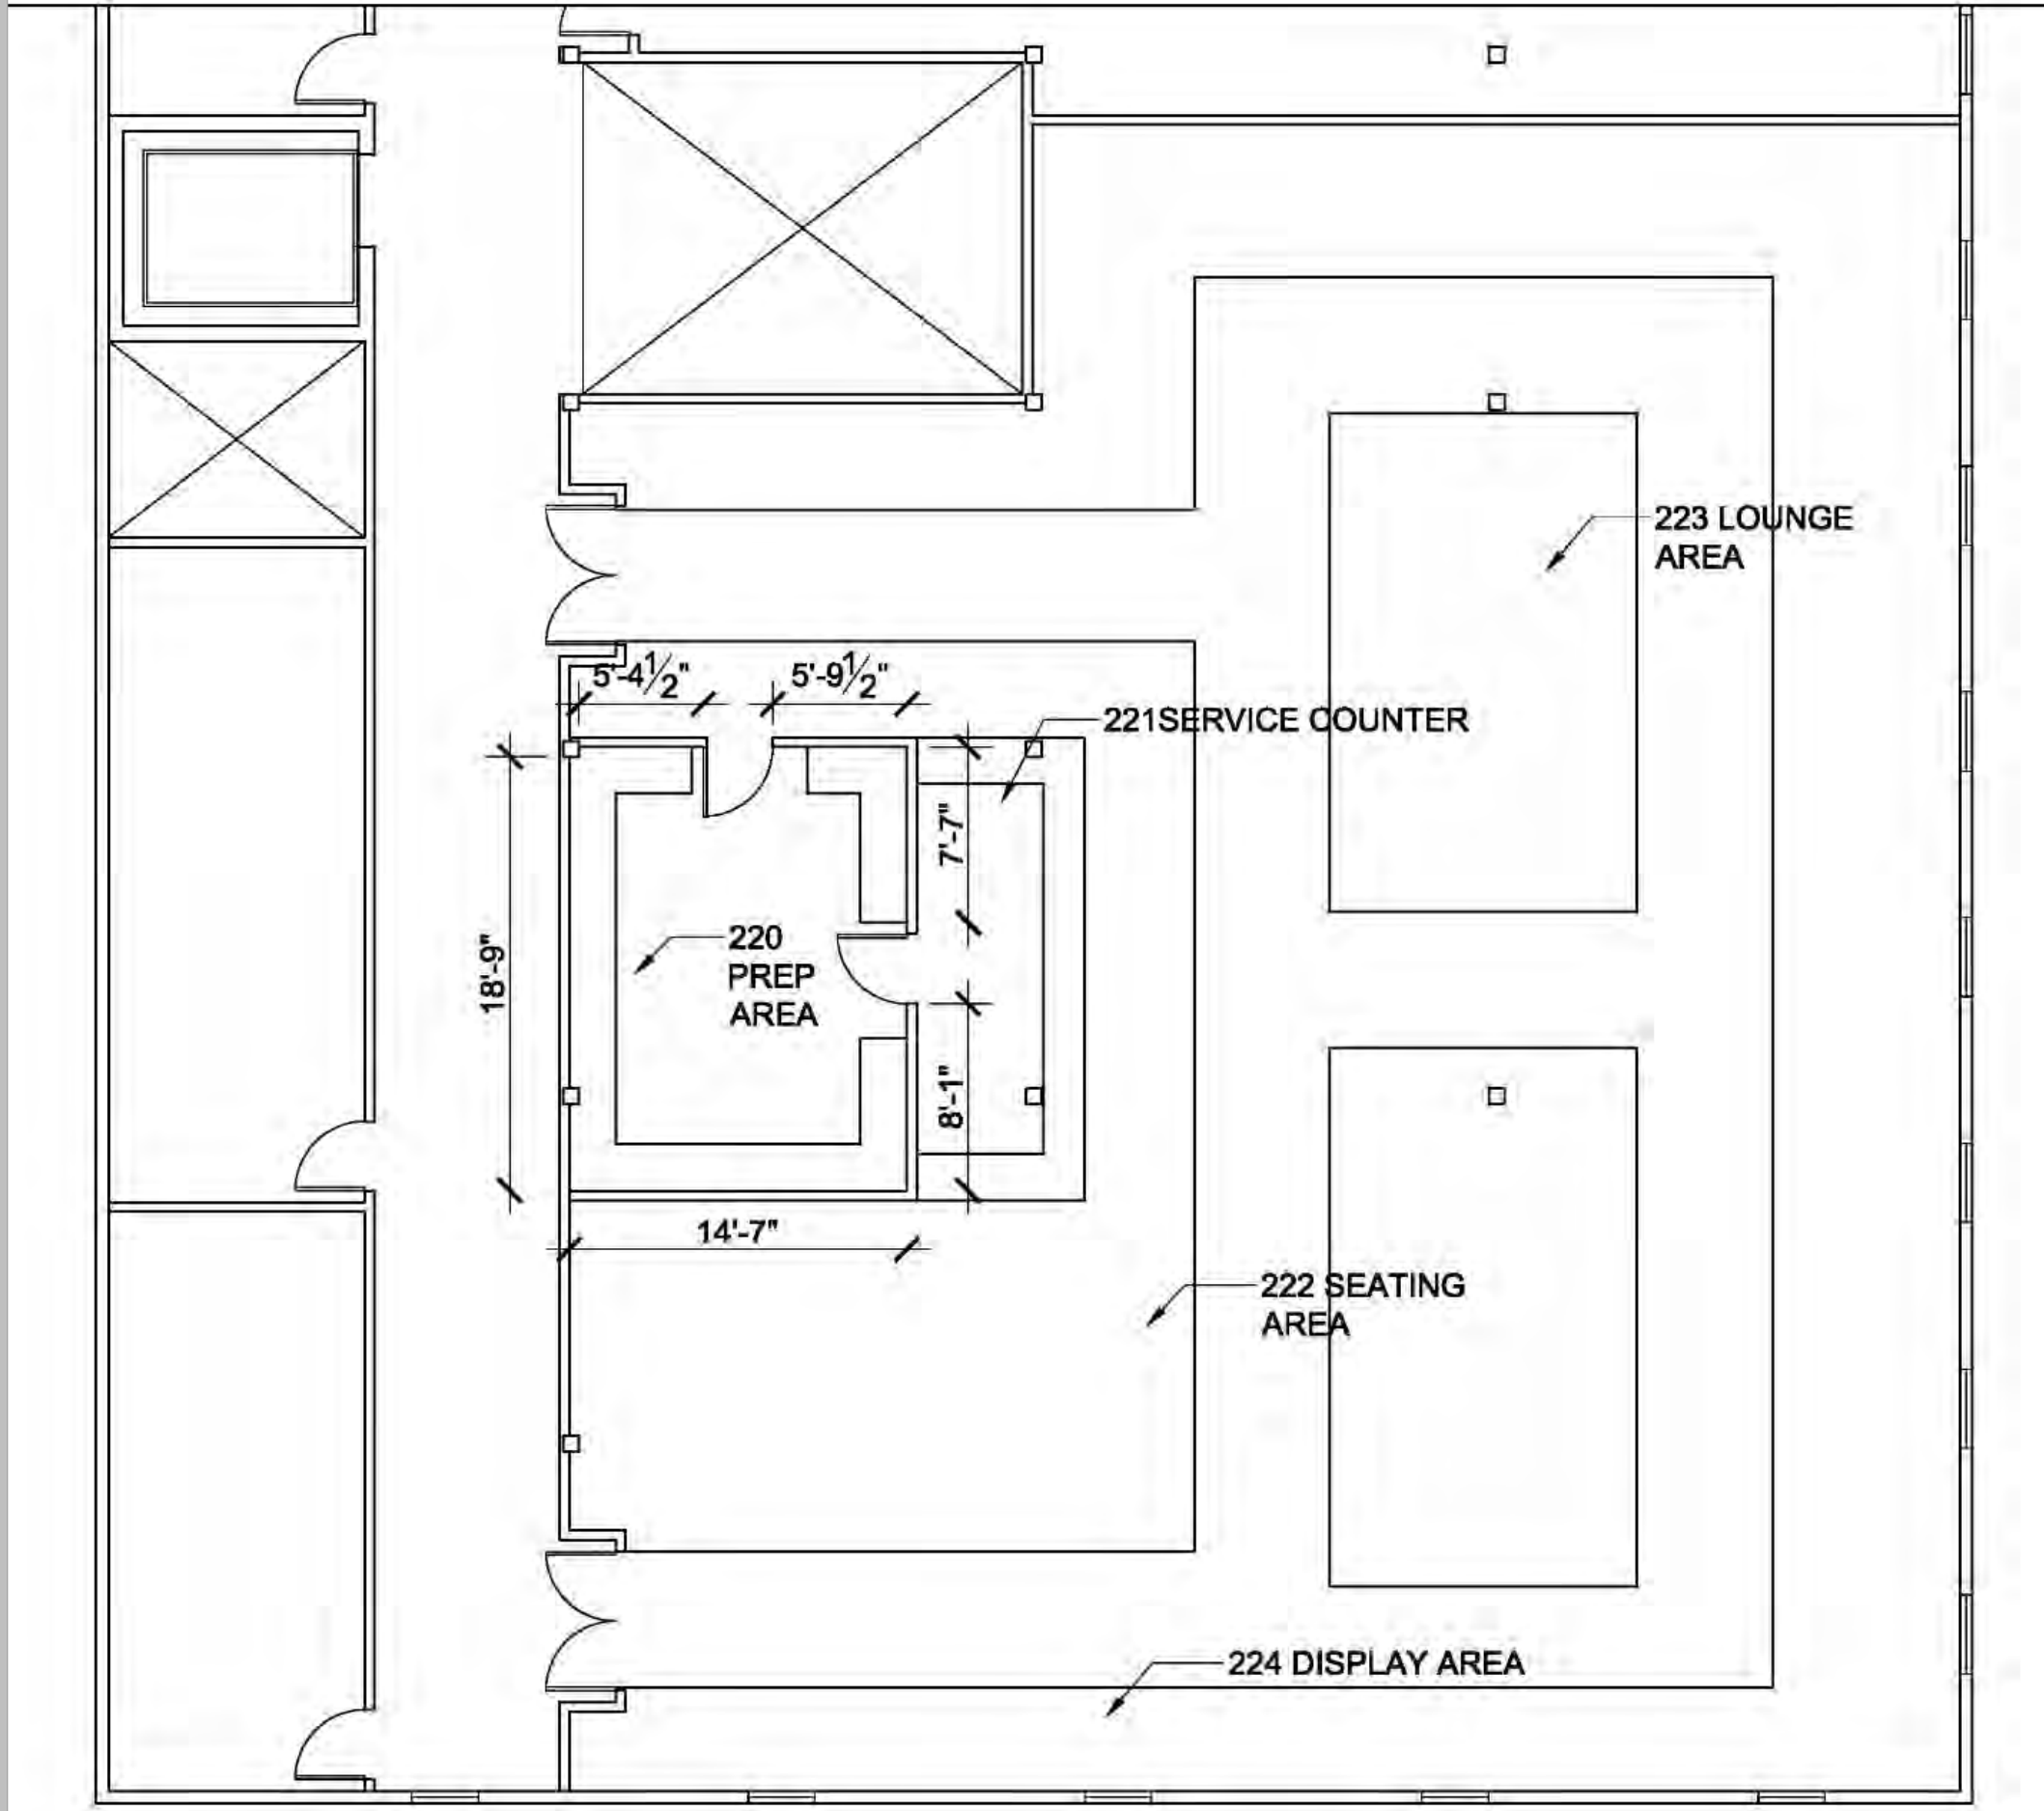 223 LOUNGE
AREA
5'-4½"
5'-9½"
221SERVICE COUNTER
7'-7"
18'-9"
220
PREP
AREA
8'-1"
14'-7"
222 SEATING
AREA
224 DISPLAY AREA